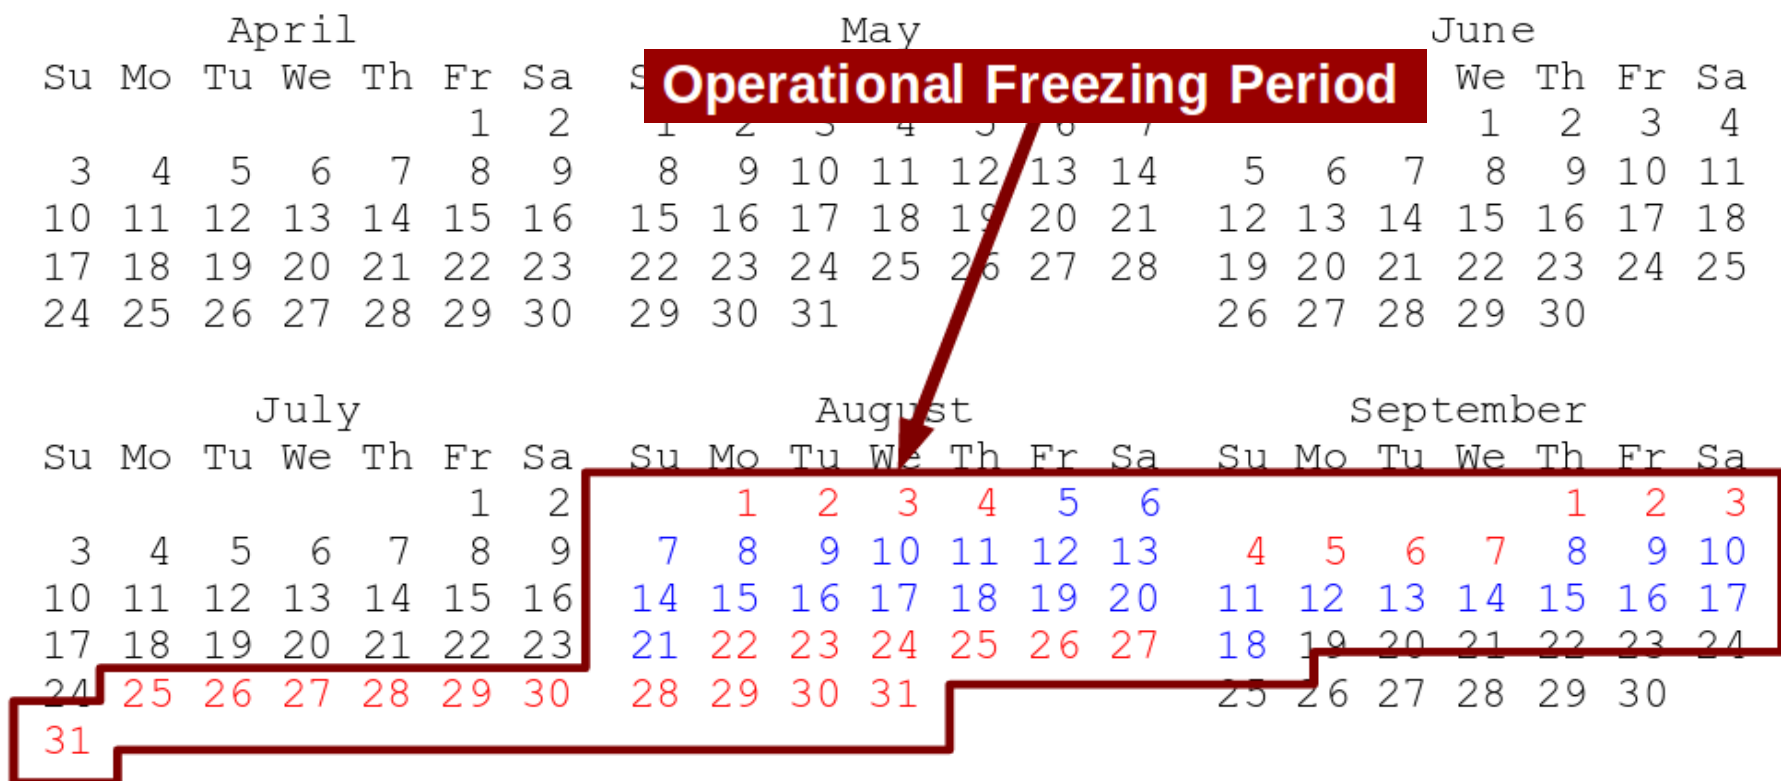 April May June
Operational Freezing Period
Su Mo Tu We Th Fr Sa S We Th Fr Sa
1 2 1 2 3 4 5 6 7 1 2 3 4
3 4 5 6 7 8 9 8 9 10 11 12 13 14 5 6 7 8 9 10 11
10 11 12 13 14 15 16 15 16 17 18 19 20 21 12 13 14 15 16 17 18
17 18 19 20 21 22 23 22 23 24 25 26 27 28 19 20 21 22 23 24 25
24 25 26 27 28 29 30 29 30 31 26 27 28 29 30
July August September
Su Mo Tu We Th Fr Sa Su Mo Tu We Th Fr Sa Su Mo Tu We Th Fr Sa
1 2 1 2 3 4 5 6 1 2 3
3 4 5 6 7 8 9 7 8 9 10 11 12 13 4 5 6 7 8 9 10
10 11 12 13 14 15 16 14 15 16 17 18 19 20 11 12 13 14 15 16 17
17 18 19 20 21 22 23 21 22 23 24 25 26 27 18 19 20 21 22 23 24
24 25 26 27 28 29 30 28 29 30 31 25 26 27 28 29 30
31